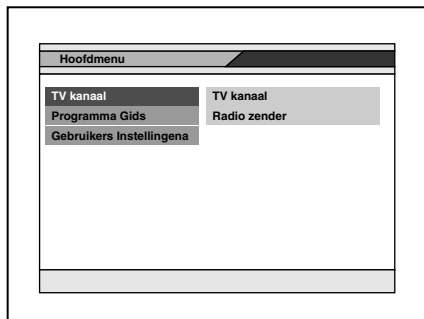 Hoofdmenu
TV kanaal
Programma Gids
Gebruikers Instellingena
TV kanaal
Radio zender